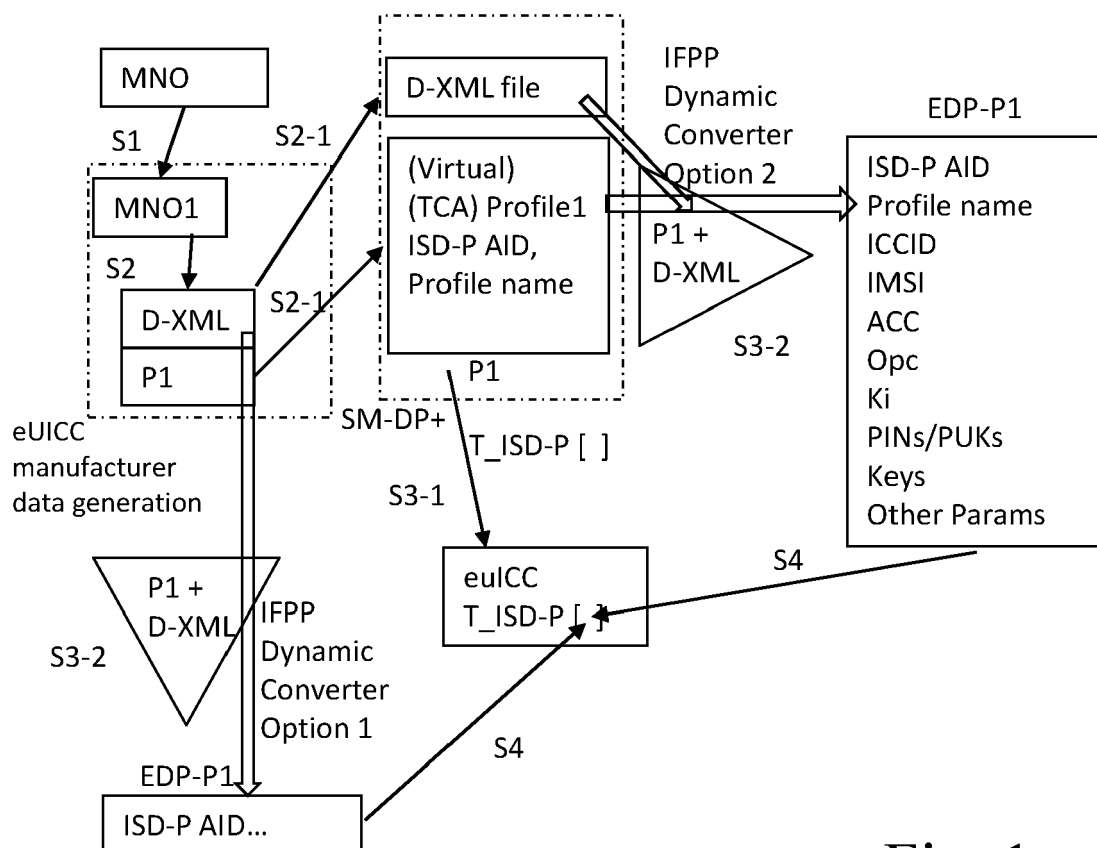 MNO
S1
MNO1
S2
D-XML
P1
eUICC
manufacturer
data generation
S2-1
S2-1
D-XML file
(Virtual)
(TCA) Profile1
ISD-P AID,
Profile name
P1
SM-DP+
T_ISD-P [ ]
S3-1
IFPP
Dynamic
Converter
Option 2
P1 +
D-XML
S3-2
EDP-P1
ISD-P AID
Profile name
ICCID
IMSI
ACC
Opc
Ki
PINs/PUKs
Keys
Other Params
S4
euICC
T_ISD-P [ ]
P1 +
D-XML
S3-2
IFPP
Dynamic
Converter
Option 1
S4
EDP-P1
ISD-P AID...